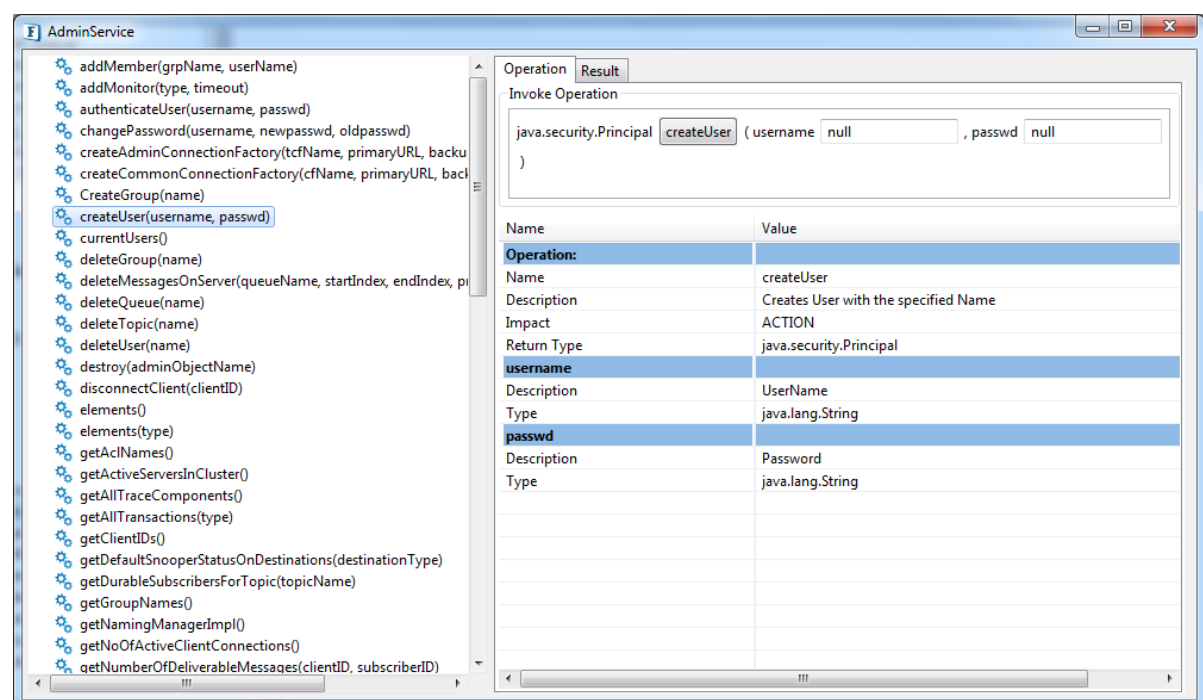 AdminService
addMember(grpName, userName)
addMonitor(type, timeout)
authenticateUser(username, passwd)
changePassword(username, newpasswd, oldpasswd)
createAdminConnectionFactory(tcfName, primaryURL, backu
createCommonConnectionFactory(cfName, primaryURL, back
CreateGroup(name)
createUser(username, passwd)
currentUsers()
deleteGroup(name)
deleteMessagesOnServer(queueName, startIndex, endIndex, pr
deleteQueue(name)
deleteTopic(name)
deleteUser(name)
destroy(adminObjectName)
disconnectClient(clientID)
elements()
elements(type)
getAclNames()
getActiveServersInCluster()
getAllTraceComponents()
getAllTransactions(type)
getClientIDs()
getDefaultSnooperStatusOnDestinations(destinationType)
getDurableSubscribersForTopic(topicName)
getGroupNames()
getNamingManagerImpl()
getNoOfActiveClientConnections()
getNumberOfDeliverableMessages(clientID, subscriberID)
Operation Result
Invoke Operation
java.security.Principal createUser ( username null , passwd null
)
Name Value
Operation:
Name createUser
Description Creates User with the specified Name
Impact ACTION
Return Type java.security.Principal
username
Description UserName
Type java.lang.String
passwd
Description Password
Type java.lang.String